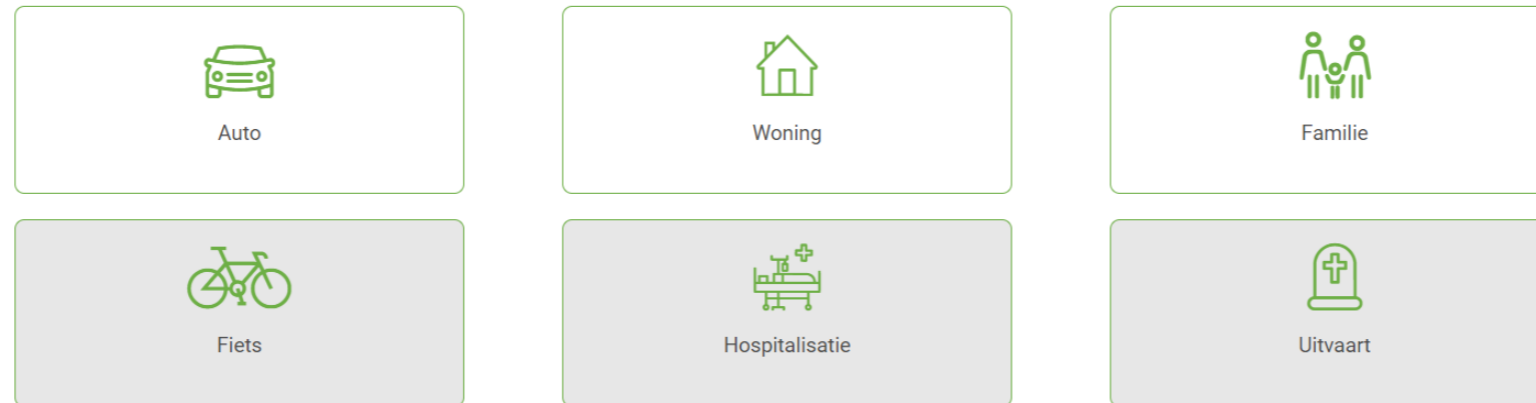 Auto
Woning
Familie
Fiets
Hospitalisatie
Uitvaart